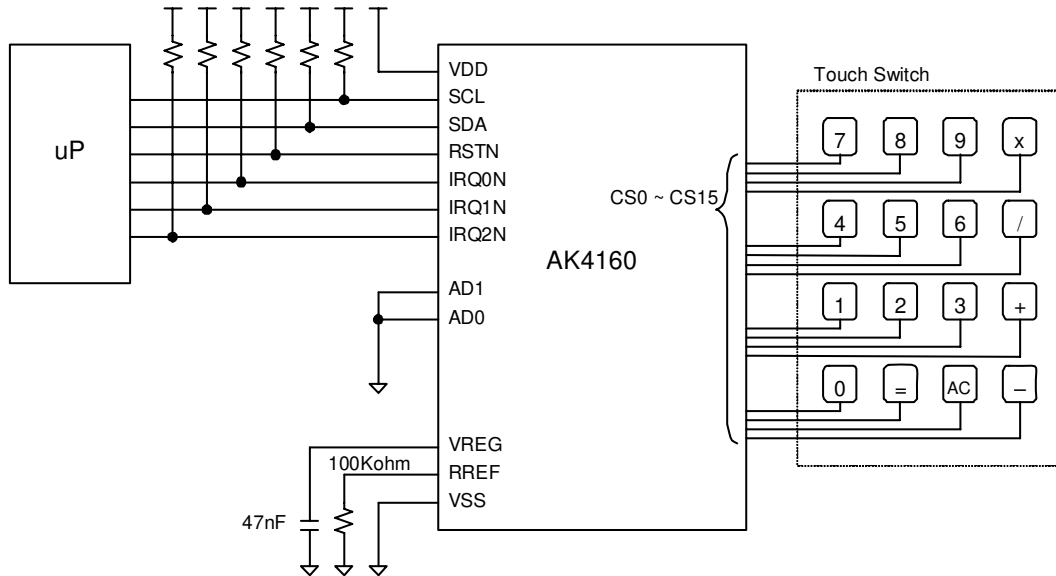 uP
VDD
SCL
SDA
RSTN
IRQ0N
IRQ1N
IRQ2N
AD1
AD0
VREG
RREF
VSS
100Kohm
47nF
AK4160
CS0 ~ CS15
Touch Switch
7 8 9 x
4 5 6 /
1 2 3 +
0 = AC –